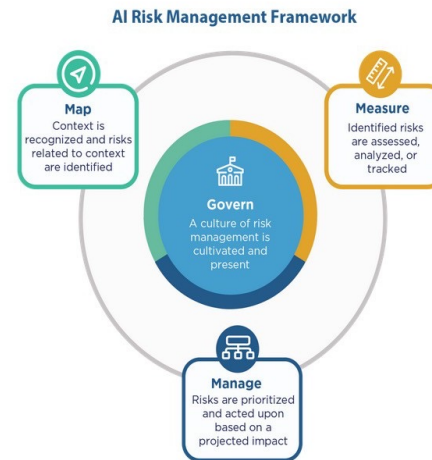 AI Risk Management Framework
Map
Context is
recognized and risks
related to context
are identified
Measure
Identified risks
are assessed,
analyzed, or
tracked
Govern
A culture of risk
management is
cultivated and
present
Manage
Risks are prioritized
and acted upon
based on a
projected impact